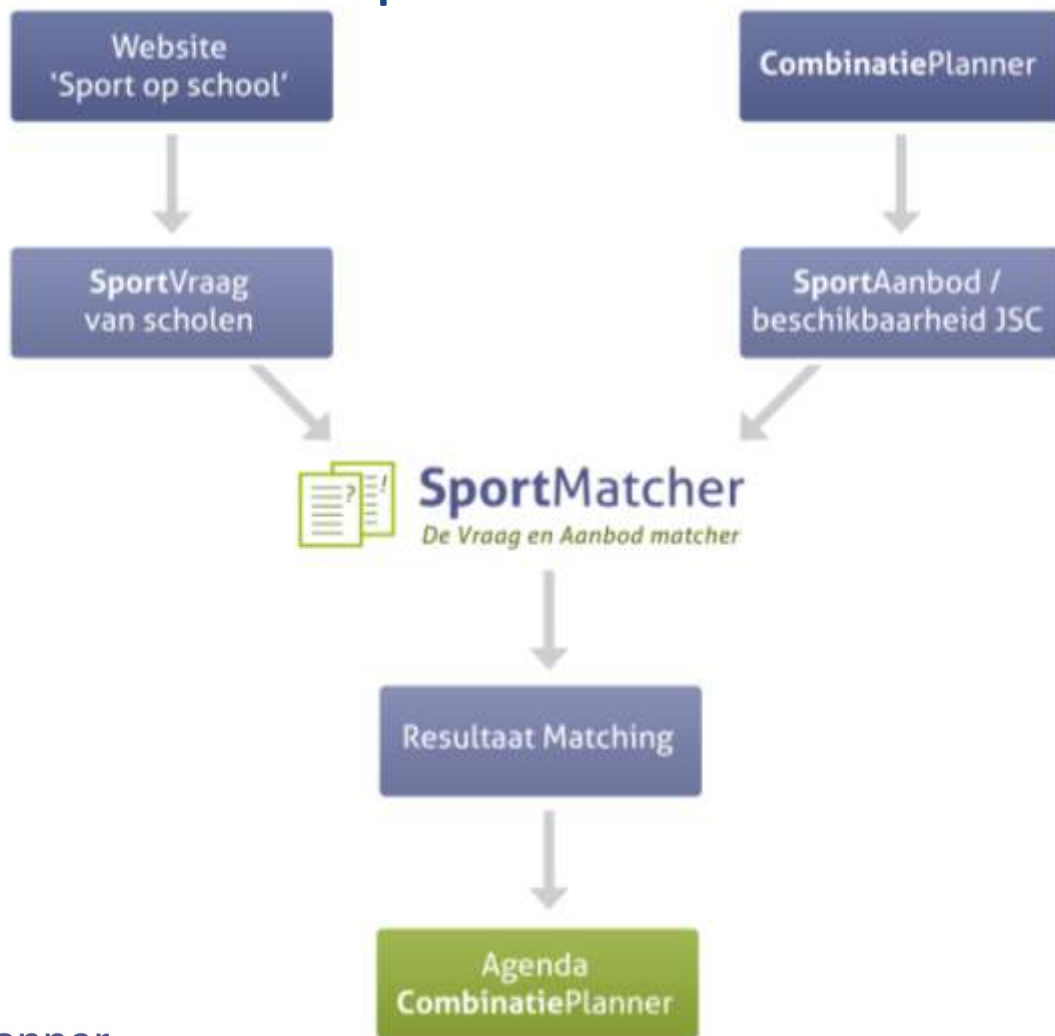 Website
'Sport op school'
CombinatiePlanner
SportVraag
van scholen
SportAanbod /
beschikbaarheid JSC
? !
SportMatcher
De Vraag en Aanbod matcher
Resultaat Matching
Agenda
CombinatiePlanner